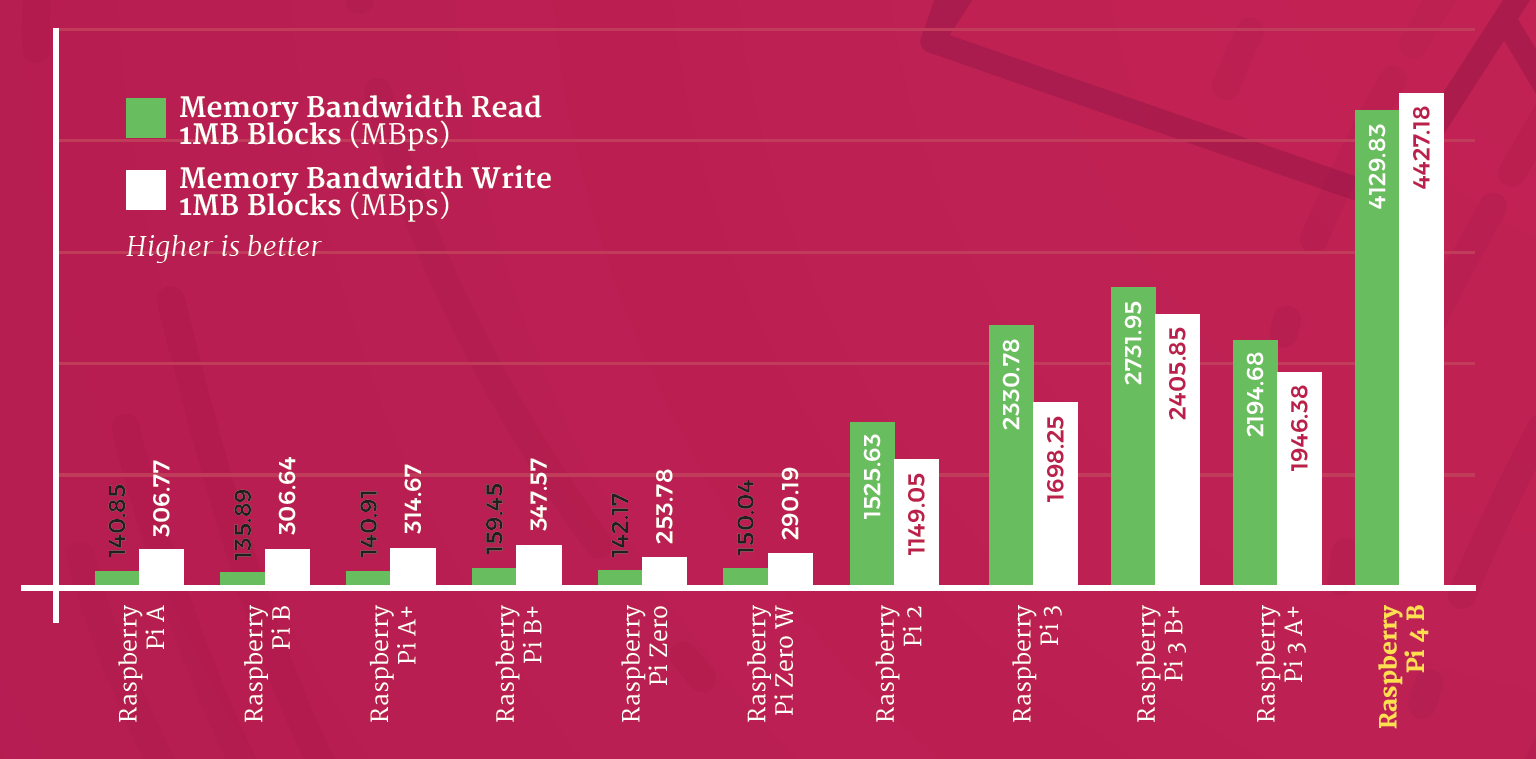 Memory Bandwidth Read
1MB Blocks (MBps)
Memory Bandwidth Write
1MB Blocks (MBps)
Higher is better
140.85
306.77
135.89
306.64
140.91
314.67
159.45
347.57
142.17
253.78
150.04
290.19
1525.63
1149.05
2330.78
1698.25
2731.95
2405.85
2194.68
1946.38
4129.83
4427.18
Raspberry
Pi A
Raspberry
Pi B
Raspberry
Pi A+
Raspberry
Pi B+
Raspberry
Pi Zero
Raspberry
Pi Zero W
Raspberry
Pi 2
Raspberry
Pi 3
Raspberry
Pi 3 B+
Raspberry
Pi 3 A+
Raspberry
Pi 4 B